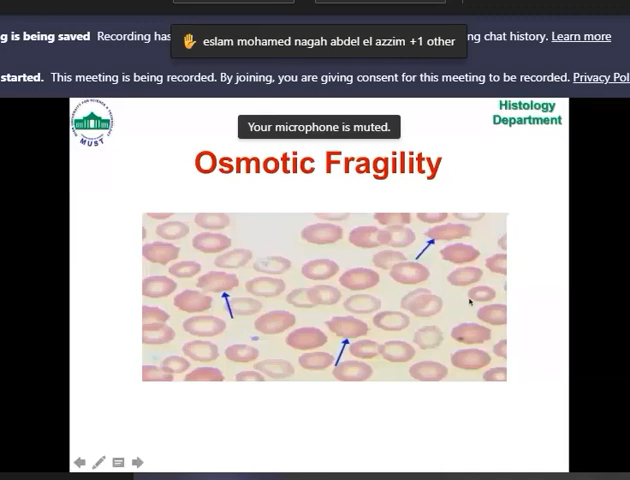 eslam mohamed nagah abdel el azzim +1 other
g is being saved Recording has
ng chat history. Learn more
started. This meeting is being recorded. By joining, you are giving consent for this meeting to be recorded. Privacy Pol
Your microphone is muted.
Histology
Department
MUST
Osmotic Fragility